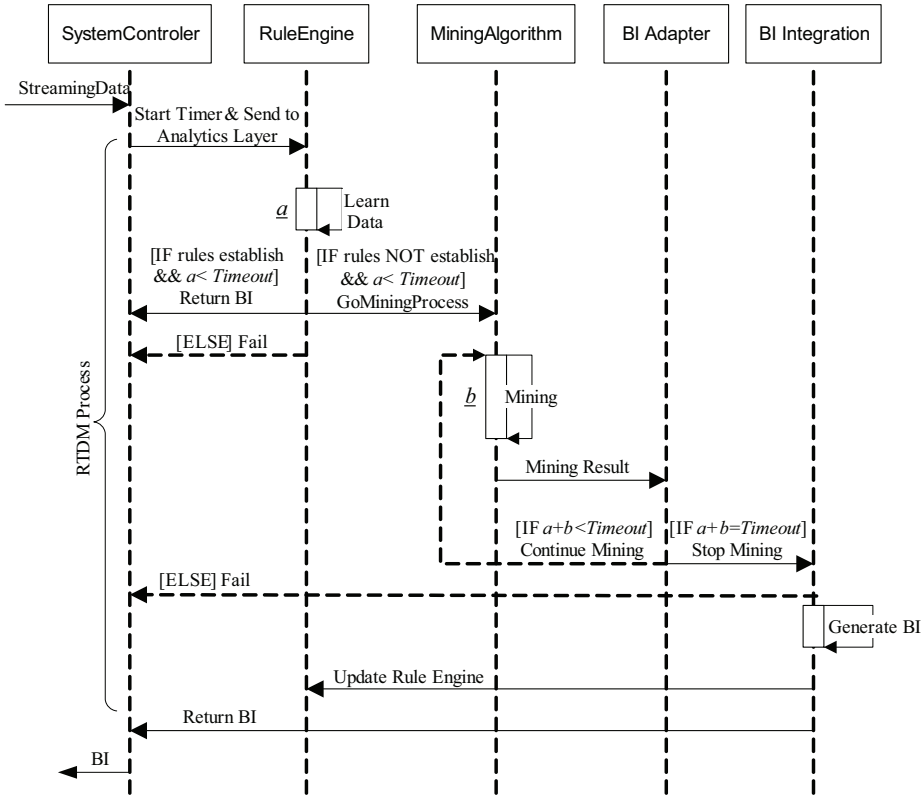 SystemControler
RuleEngine
MiningAlgorithm
BI Adapter
BI Integration
StreamingData
Start Timer & Send to
Analytics Layer
a
Learn
Data
[IF rules establish
&& a< Timeout]
Return BI
[IF rules NOT establish
&& a< Timeout]
GoMiningProcess
[ELSE] Fail
b
Mining
RTDM Process
Mining Result
[IF a+b<Timeout]
Continue Mining
[IF a+b=Timeout]
Stop Mining
[ELSE] Fail
Generate BI
Update Rule Engine
Return BI
BI